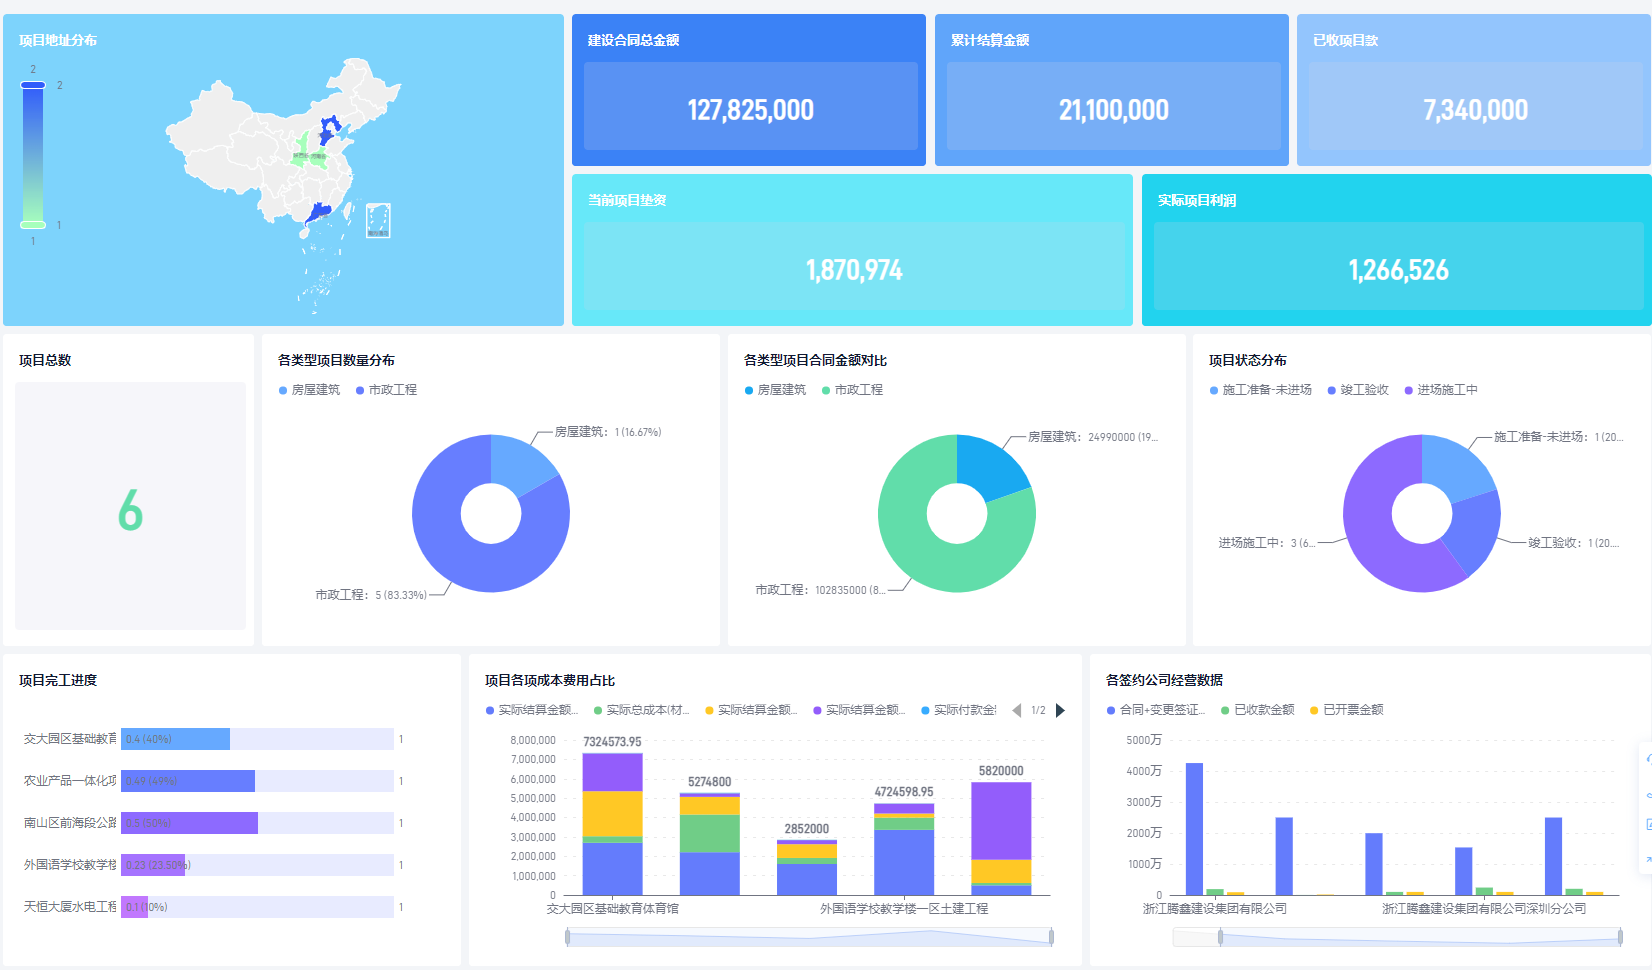 项目地址分布
2
2
1
1
建设合同总金额
127,825,000
累计结算金额
21,100,000
已收项目款
7,340,000
当前项目垫资
1,870,974
实际项目利润
1,266,526
项目总数
6
各类型项目数量分布
房屋建筑 市政工程
房屋建筑：1 (16.67%)
市政工程：5 (83.33%)
各类型项目合同金额对比
房屋建筑 市政工程
房屋建筑：24990000 (19...
市政工程：102835000 (8...
项目状态分布
施工准备-未进场 竣工验收 进场施工中
施工准备-未进场：1 (20...
进场施工中：3 (6...
竣工验收：1 (20....
项目完工进度
交大园区基础教育 0.4 (40%) 1
农业产品一体化项 0.49 (49%) 1
南山区前海段公路 0.5 (50%) 1
外国语学校教学楼 0.23 (23.50%) 1
天恒大厦水电工程 0.1 (10%) 1
项目各项成本费用占比
实际结算金额... 实际总成本(材... 实际结算金额... 实际结算金额... 实际付款金 1/2
8,000,000
7,000,000
6,000,000
5,000,000
4,000,000
3,000,000
2,000,000
1,000,000
0
7324573.95
5274800
2852000
4724598.95
5820000
交大园区基础教育体育馆 外国语学校教学楼一区土建工程
各签约公司经营数据
合同+变更签证... 已收款金额 已开票金额
5000万
4000万
3000万
2000万
1000万
0
浙江腾鑫建设集团有限公司 浙江腾鑫建设集团有限公司深圳分公司